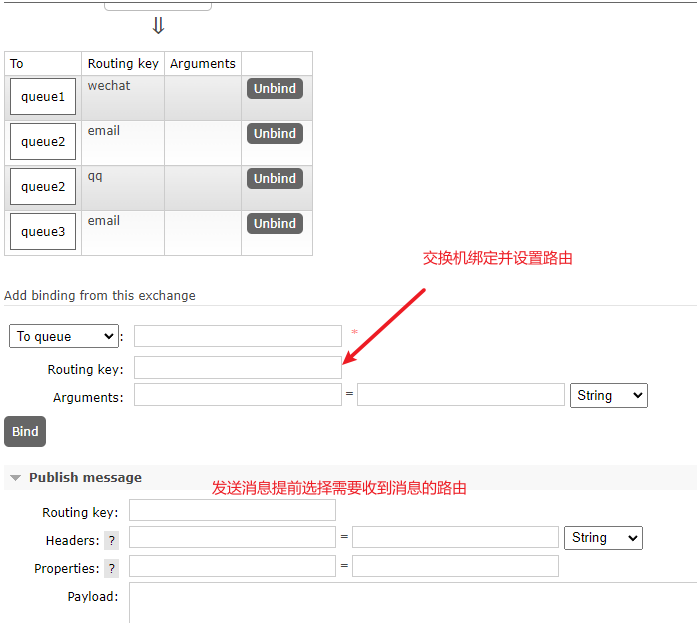 ⇓
To Routing key Arguments
queue1 wechat Unbind
queue2 email Unbind
queue2 qq Unbind
queue3 email Unbind
交换机绑定并设置路由
Add binding from this exchange
To queue : *
Routing key:
Arguments: = String
Bind
Publish message
发送消息提前选择需要收到消息的路由
Routing key:
Headers: ? = String
Properties: ? =
Payload: